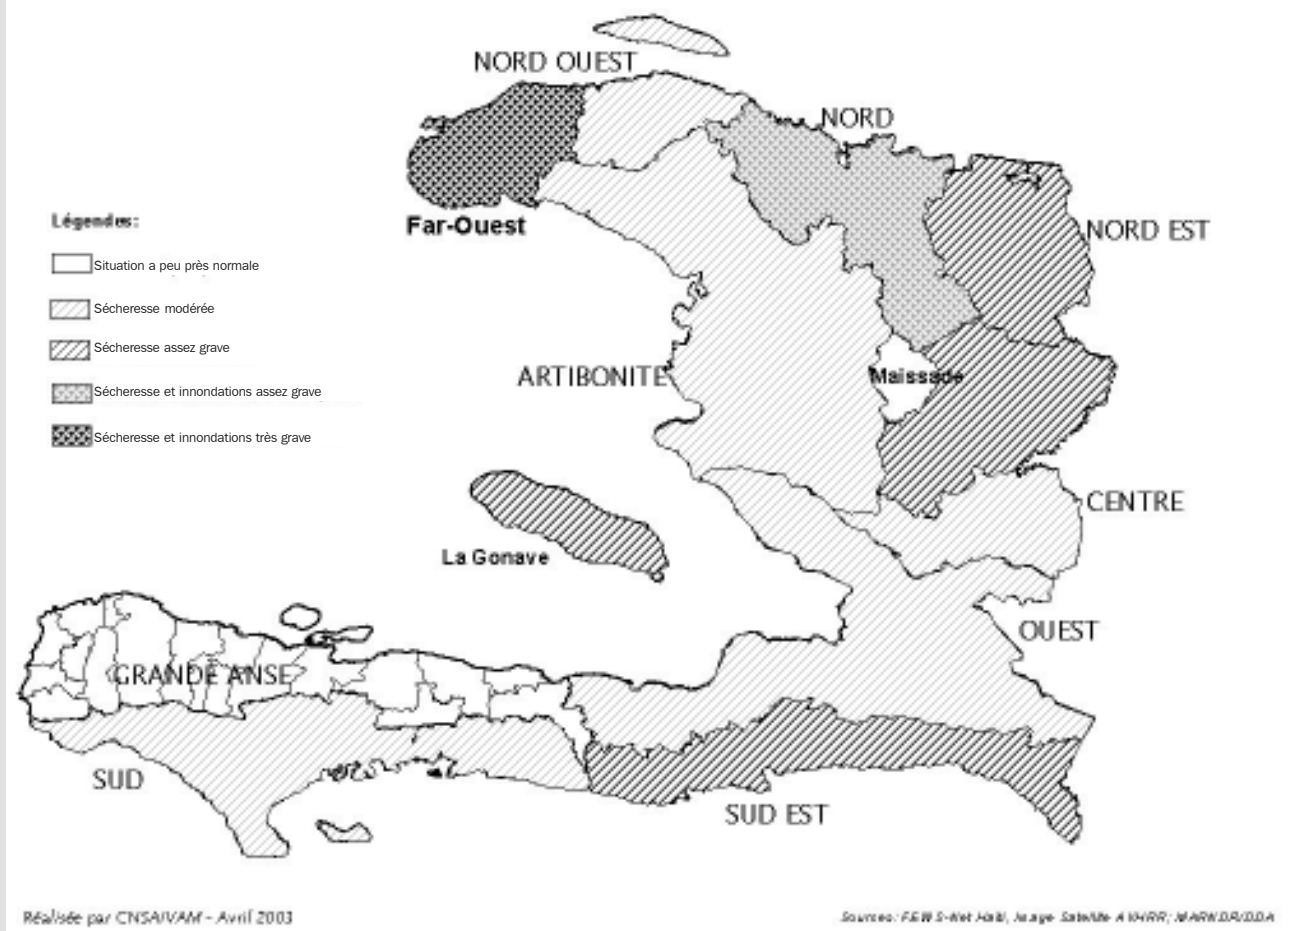 NORD OUEST
NORD
Far-Ouest
NORD EST
Légendes:
Situation a peu près normale
Sécheresse modérée
Sécheresse assez grave
Sécheresse et innondations assez grave
Sécheresse et innondations très grave
ARTIBONITE
Maissade
CENTRE
La Gonave
OUEST
GRANDE ANSE
SUD
SUD EST
Réalisée par CNSA/VAM - Avril 2003
Sources: FEWS-Net Haiti, Image Satellite AVHRR; MARNDR/DDA